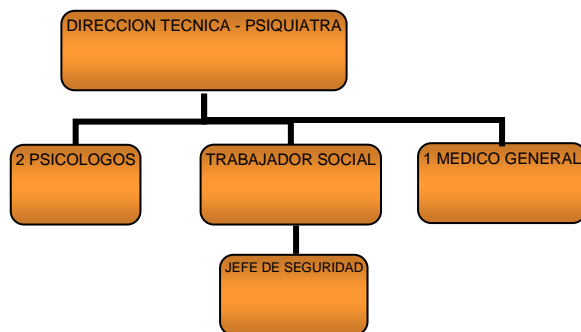 DIRECCION TECNICA - PSIQUIATRA
2 PSICOLOGOS
TRABAJADOR SOCIAL
1 MEDICO GENERAL
JEFE DE SEGURIDAD